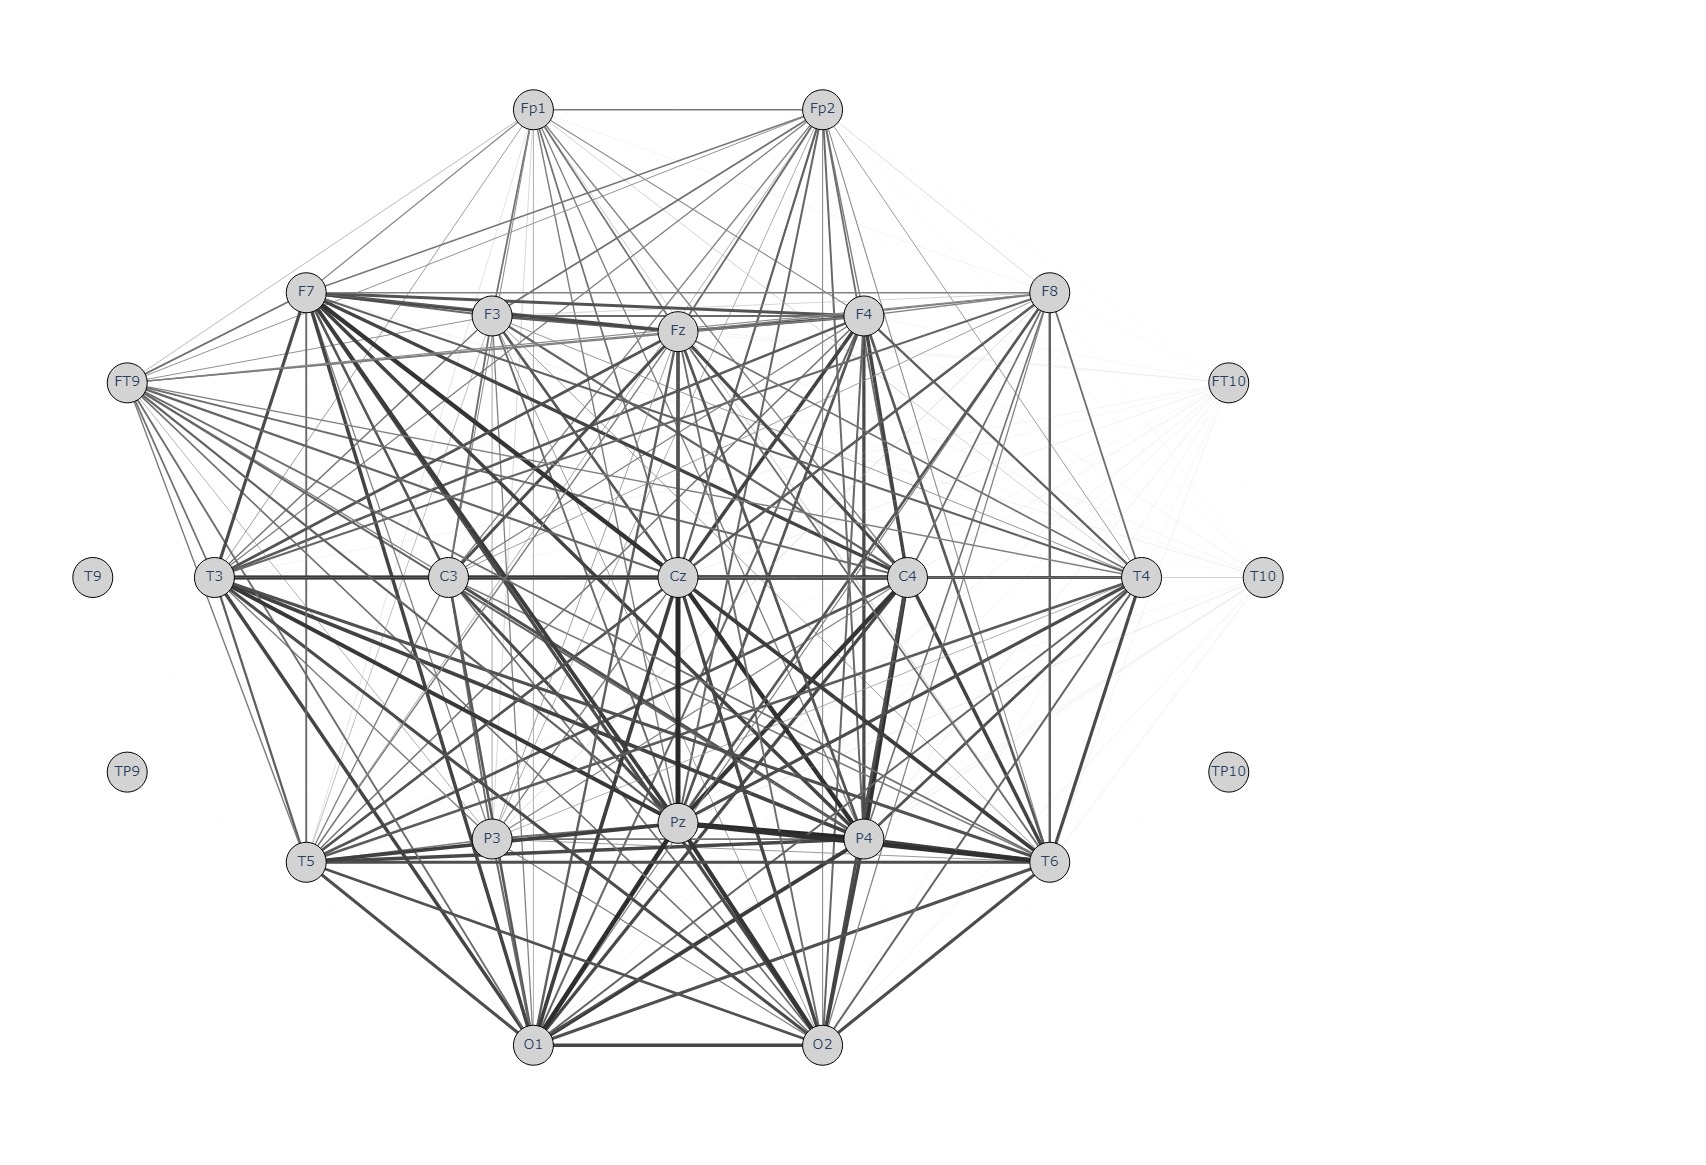 Fp1 Fp2
F7 F3 Fz F4 F8
FT9 FT10
T9 T3 C3 Cz C4 T4 T10
TP9 TP10
T5 P3 Pz P4 T6
O1 O2